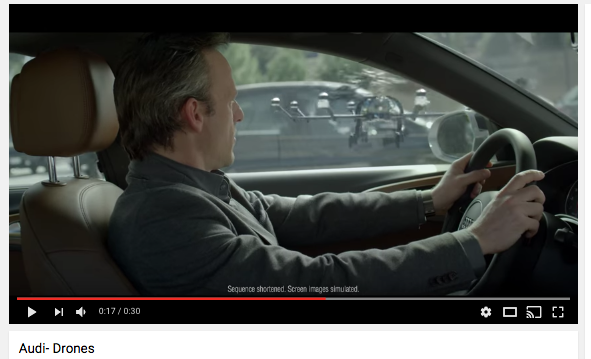 Sequence shortened. Screen images simulated.
0:17 / 0:30
Audi- Drones